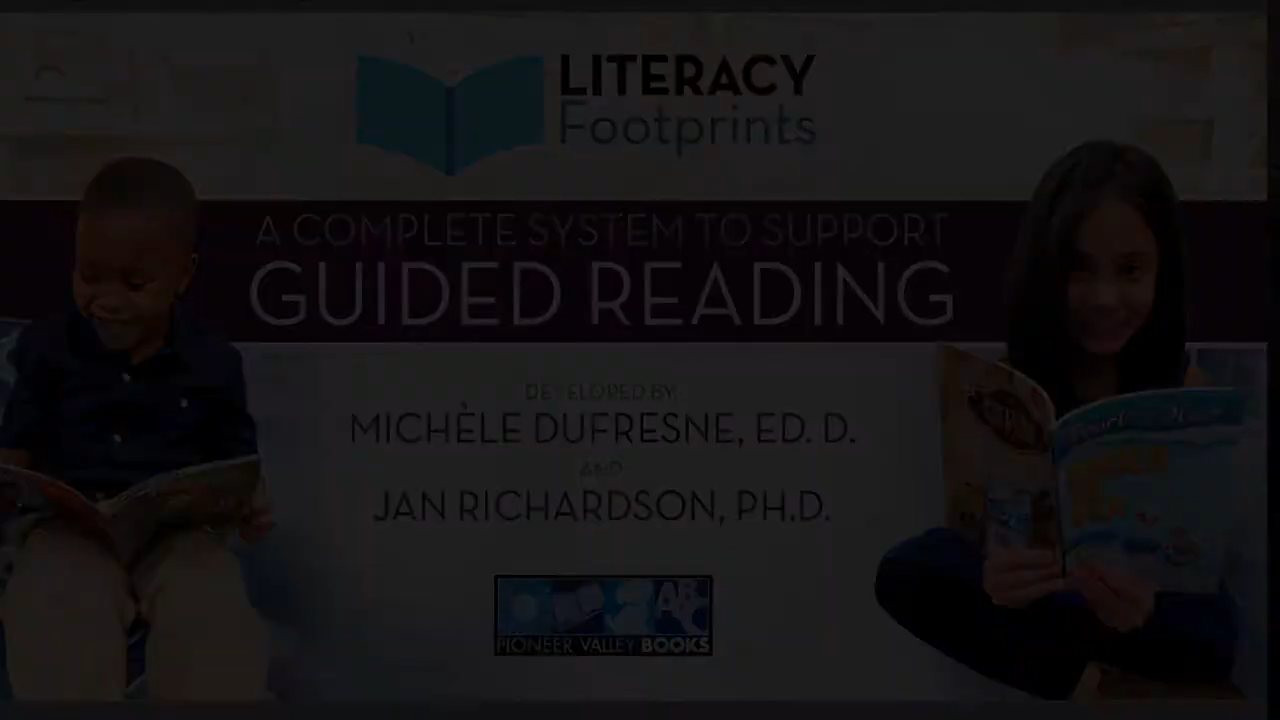 LITERACY
Footprints
A COMPLETE SYSTEM TO SUPPORT
GUIDED READING
DEVELOPED BY
MICHÈLE DUFRESNE, ED. D.
AND
JAN RICHARDSON, PH.D.
ABC
PIONEER VALLEY BOOKS